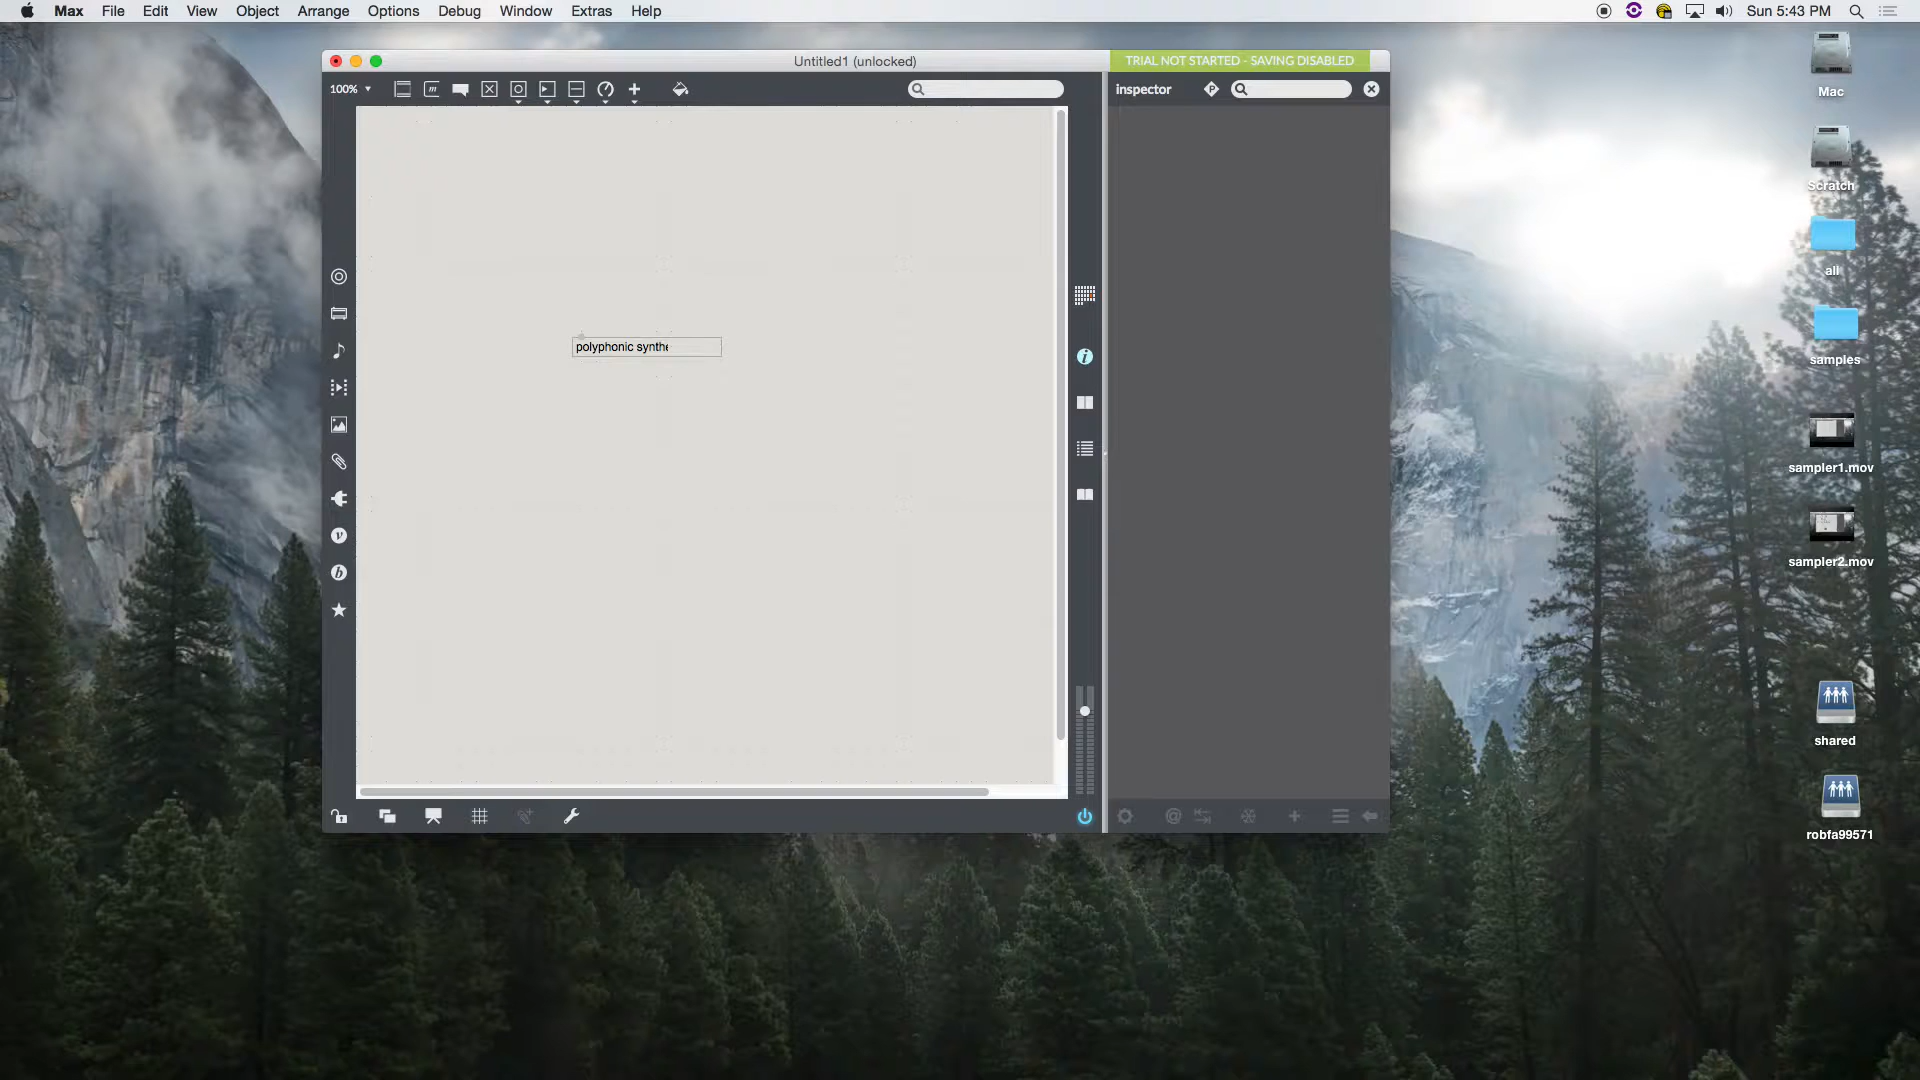 Max File Edit View Object Arrange Options Debug Window Extras Help
Sun 5:43 PM
Untitled1 (unlocked)
TRIAL NOT STARTED - SAVING DISABLED
100%
inspector
polyphonic synthe
Mac
Scratch
all
samples
sampler1.mov
sampler2.mov
shared
robfa99571